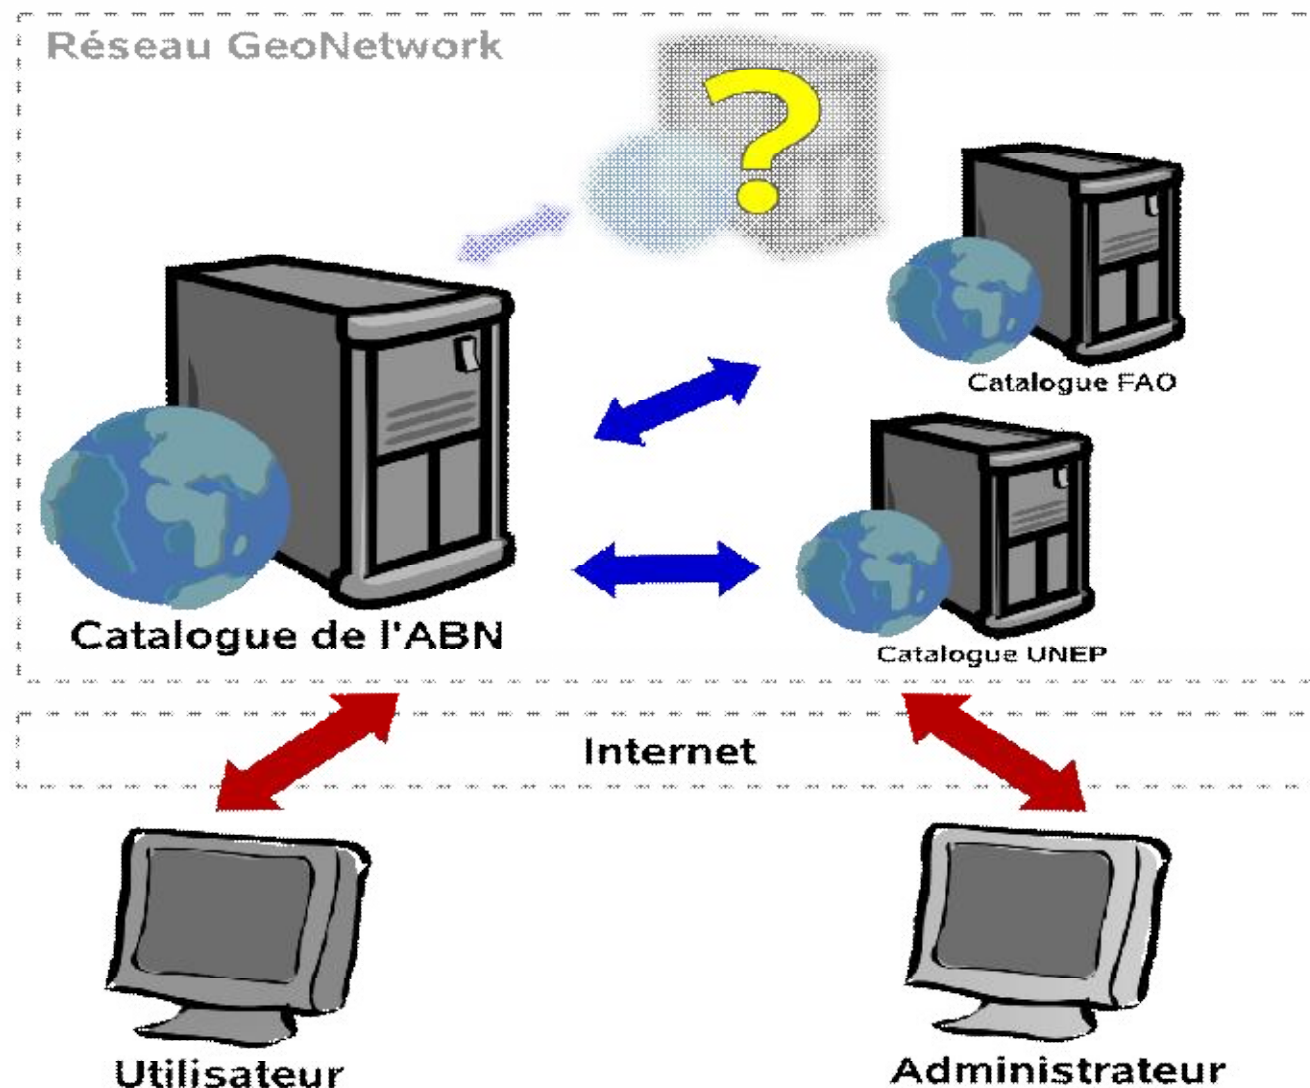 Réseau GeoNetwork
?
Catalogue FAO
Catalogue de l'ABN
Catalogue UNEP
Internet
Utilisateur
Administrateur